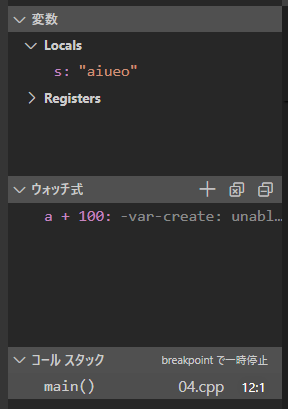 変数
Locals
s: "aiueo"
Registers
ウォッチ式
a + 100: -var-create: unabl…
コール スタック breakpoint で一時停止
main() 04.cpp 12:1